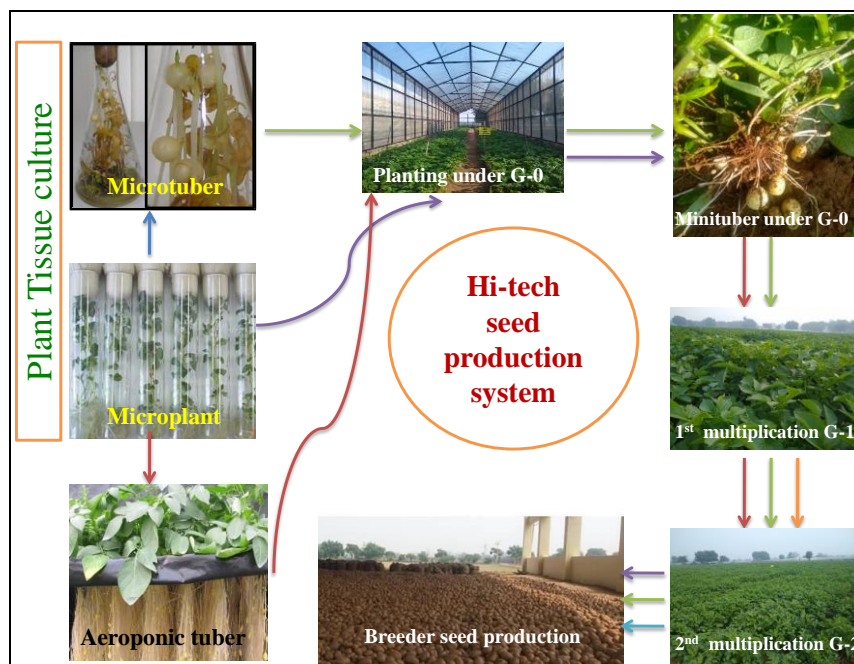 Plant Tissue culture
Microtuber
Planting under G-0
Minituber under G-0
Microplant
Hi-tech
seed
production
system
1st multiplication G-1
Aeroponic tuber
Breeder seed production
2nd multiplication G-2